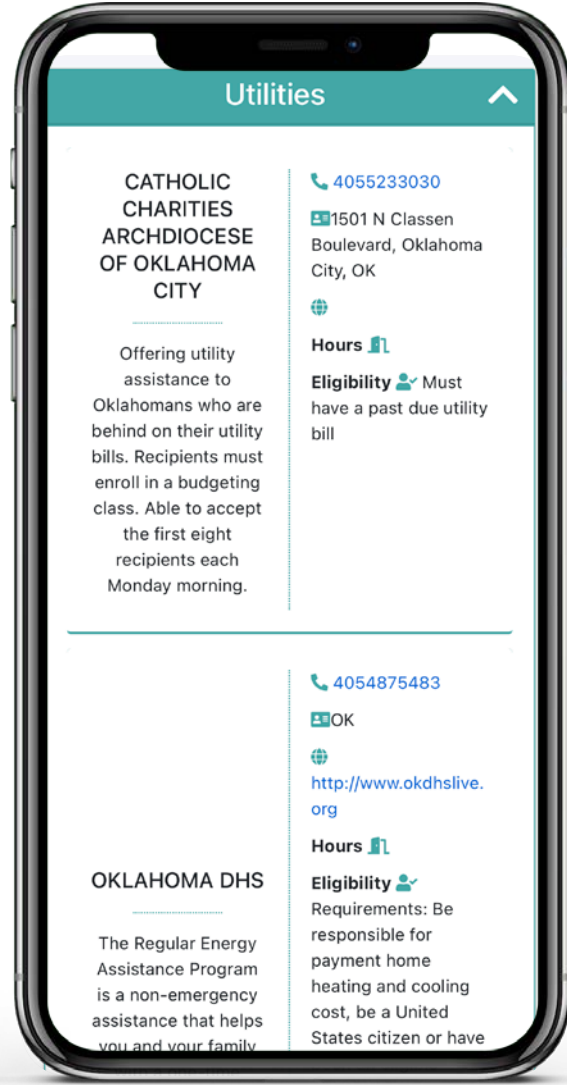 Utilities
CATHOLIC
CHARITIES
ARCHDIOCESE
OF OKLAHOMA
CITY
Offering utility
assistance to
Oklahomans who are
behind on their utility
bills. Recipients must
enroll in a budgeting
class. Able to accept
the first eight
recipients each
Monday morning.
4055233030
1501 N Classen
Boulevard, Oklahoma
City, OK
Hours
Eligibility Must
have a past due utility
bill
OKLAHOMA DHS
The Regular Energy
Assistance Program
is a non-emergency
assistance that helps
you and your family
4054875483
OK
http://www.okdhslive.
org
Hours
Eligibility
Requirements: Be
responsible for
payment home
heating and cooling
cost, be a United
States citizen or have